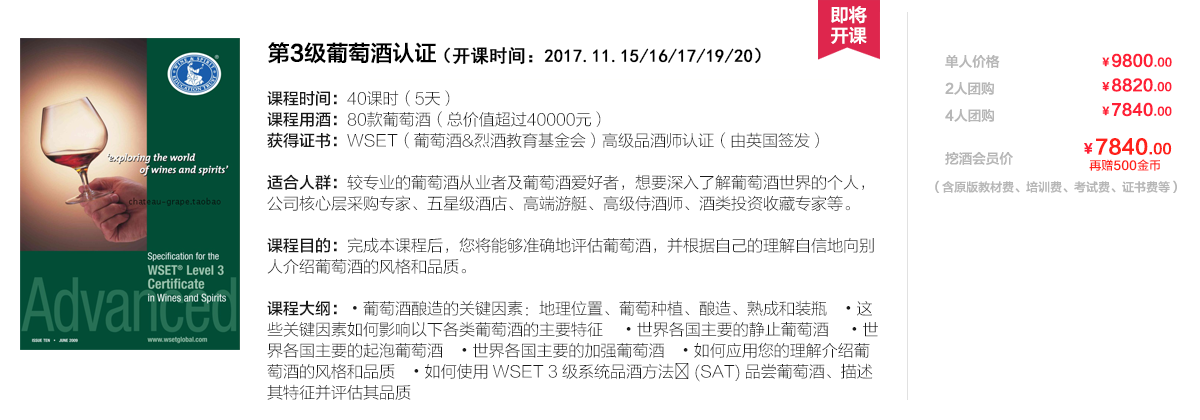 即将
开课
WINE & SPIRIT
EDUCATION TRUST
'exploring the world
of wines and spirits'
chateau-grape.taobao
Specification for the
WSET® Level 3
Certificate
in Wines and Spirits
Advanced
ISSUE TEN • JUNE 2009
www.wsetglobal.com
第3级葡萄酒认证（开课时间：2017.11.15/16/17/19/20）
课程时间：40课时（5天）
课程用酒：80款葡萄酒（总价值超过40000元）
获得证书：WSET（葡萄酒&烈酒教育基金会）高级品酒师认证（由英国签发）
适合人群：较专业的葡萄酒从业者及葡萄酒爱好者，想要深入了解葡萄酒世界的个人，
公司核心层采购专家、五星级酒店、高端游艇、高级侍酒师、酒类投资收藏专家等。
课程目的：完成本课程后，您将能够准确地评估葡萄酒，并根据自己的理解自信地向别
人介绍葡萄酒的风格和品质。
课程大纲：•葡萄酒酿造的关键因素：地理位置、葡萄种植、酿造、熟成和装瓶 •这
些关键因素如何影响以下各类葡萄酒的主要特征 •世界各国主要的静止葡萄酒 •世
界各国主要的起泡葡萄酒 •世界各国主要的加强葡萄酒 •如何应用您的理解介绍葡
萄酒的风格和品质 •如何使用 WSET 3 级系统品酒方法 (SAT) 品尝葡萄酒、描述
其特征并评估其品质
单人价格 ¥9800.00
2人团购 ¥8820.00
4人团购 ¥7840.00
挖酒会员价 ¥7840.00
再赠500金币
（含原版教材费、培训费、考试费、证书费等）